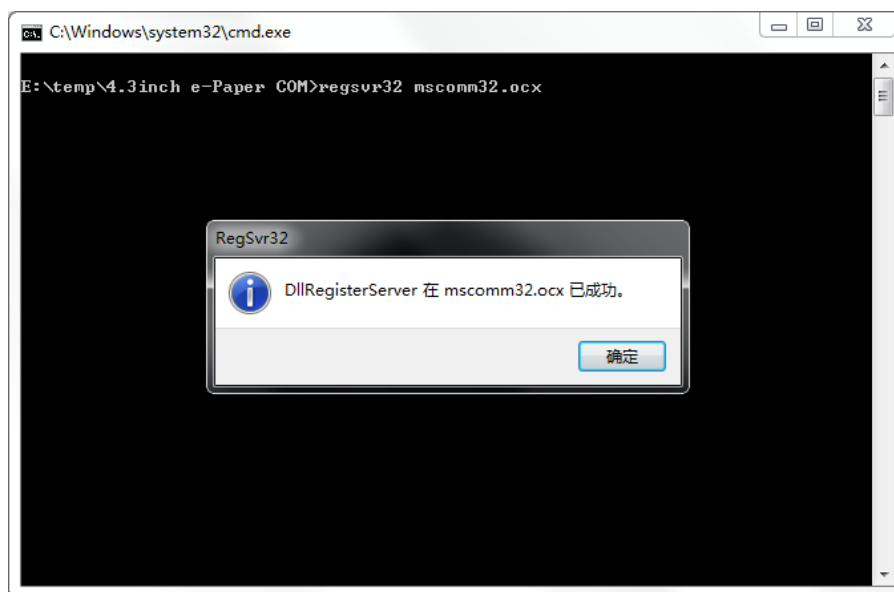 C:\Windows\system32\cmd.exe
E:\temp\4.3inch e-Paper COM>regsvr32 mscomm32.ocx
RegSvr32
DllRegisterServer 在 mscomm32.ocx 已成功。
确定